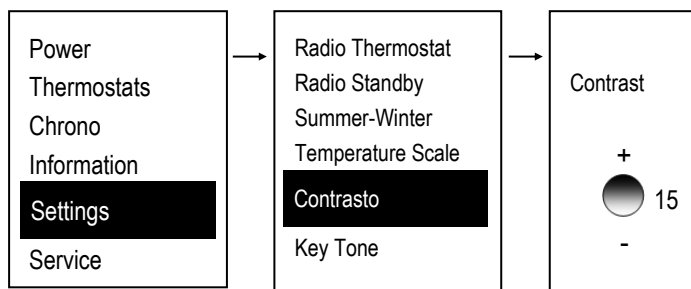 Power
Thermostats
Chrono
Information
Settings
Service
Radio Thermostat
Radio Standby
Summer-Winter
Temperature Scale
Contrasto
Key Tone
Contrast
+
15
-